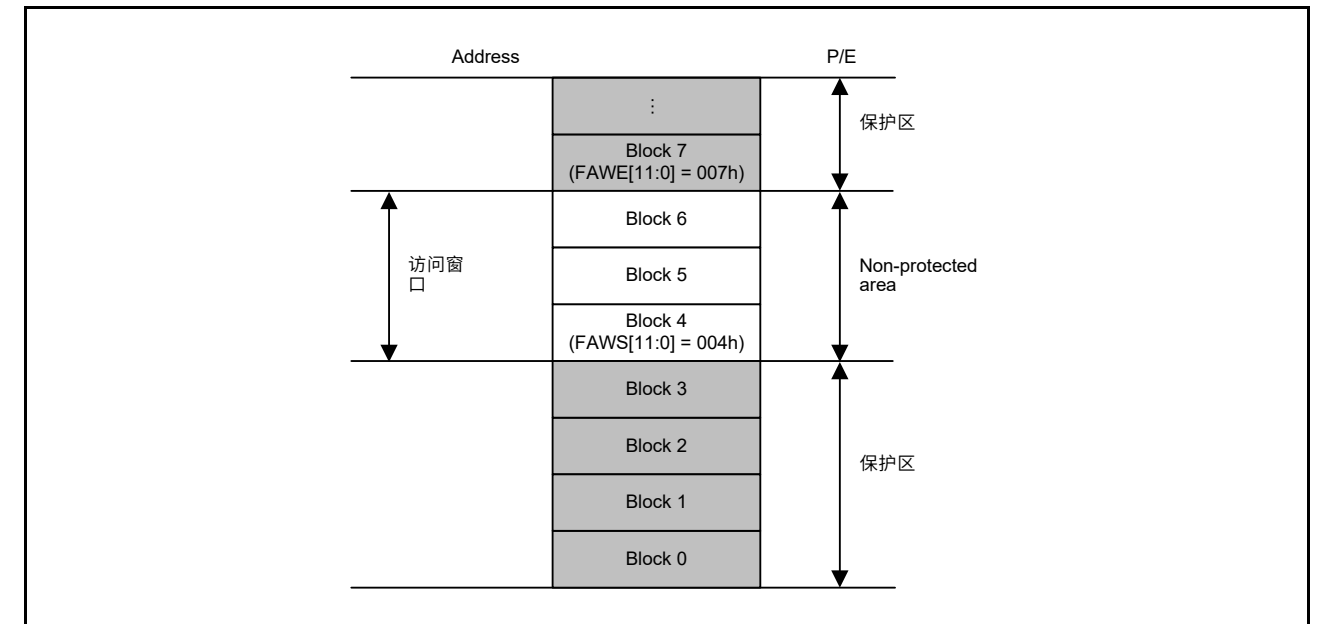 Address
P/E
⋮
保护区
Block 7
(FAWE[11:0] = 007h)
Block 6
访问窗
口
Block 5
Non-protected
area
Block 4
(FAWS[11:0] = 004h)
Block 3
Block 2
保护区
Block 1
Block 0